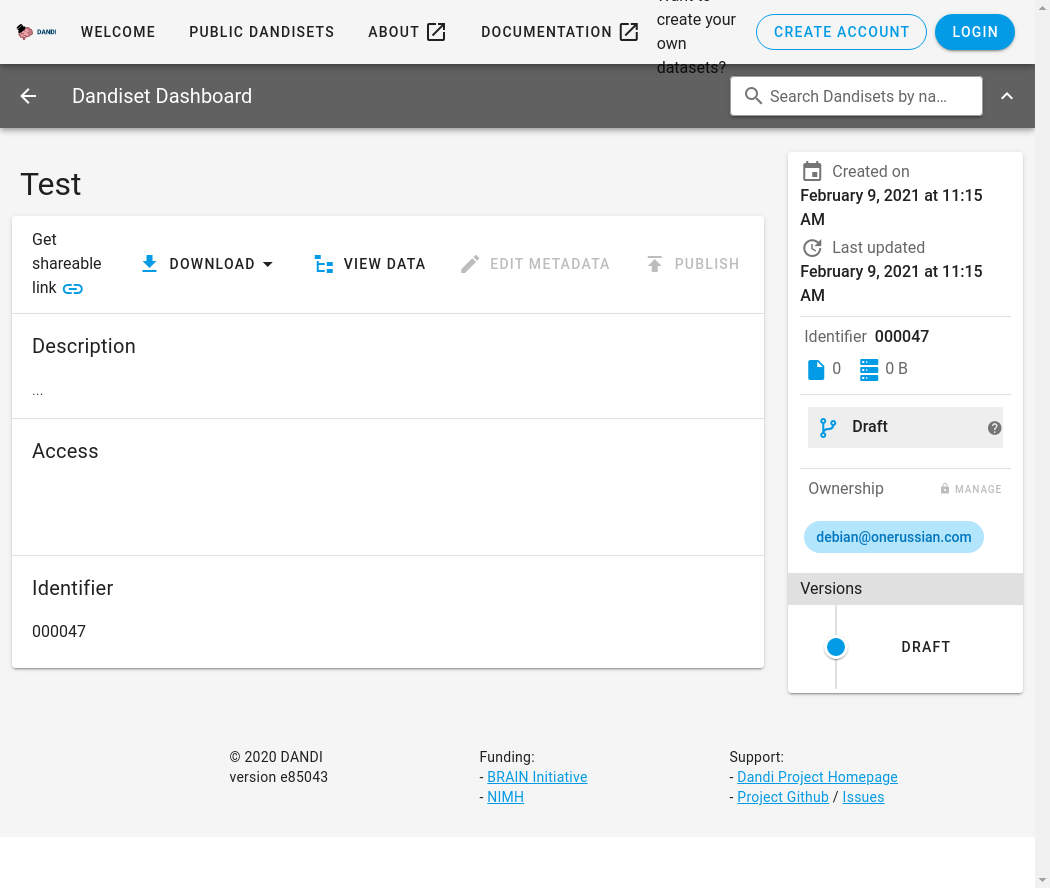 DANDI
WELCOME
PUBLIC DANDISETS
ABOUT
DOCUMENTATION
Want to
create your
own
datasets?
CREATE ACCOUNT
LOGIN
Dandiset Dashboard
Search Dandisets by na...
Test
Get
shareable
link
DOWNLOAD
VIEW DATA
EDIT METADATA
PUBLISH
Description
...
Access
Identifier
000047
Created on
February 9, 2021 at 11:15
AM
Last updated
February 9, 2021 at 11:15
AM
Identifier 000047
0
0 B
Draft
Ownership
MANAGE
debian@onerussian.com
Versions
DRAFT
© 2020 DANDI
version e85043
Funding:
- BRAIN Initiative
- NIMH
Support:
- Dandi Project Homepage
- Project Github / Issues